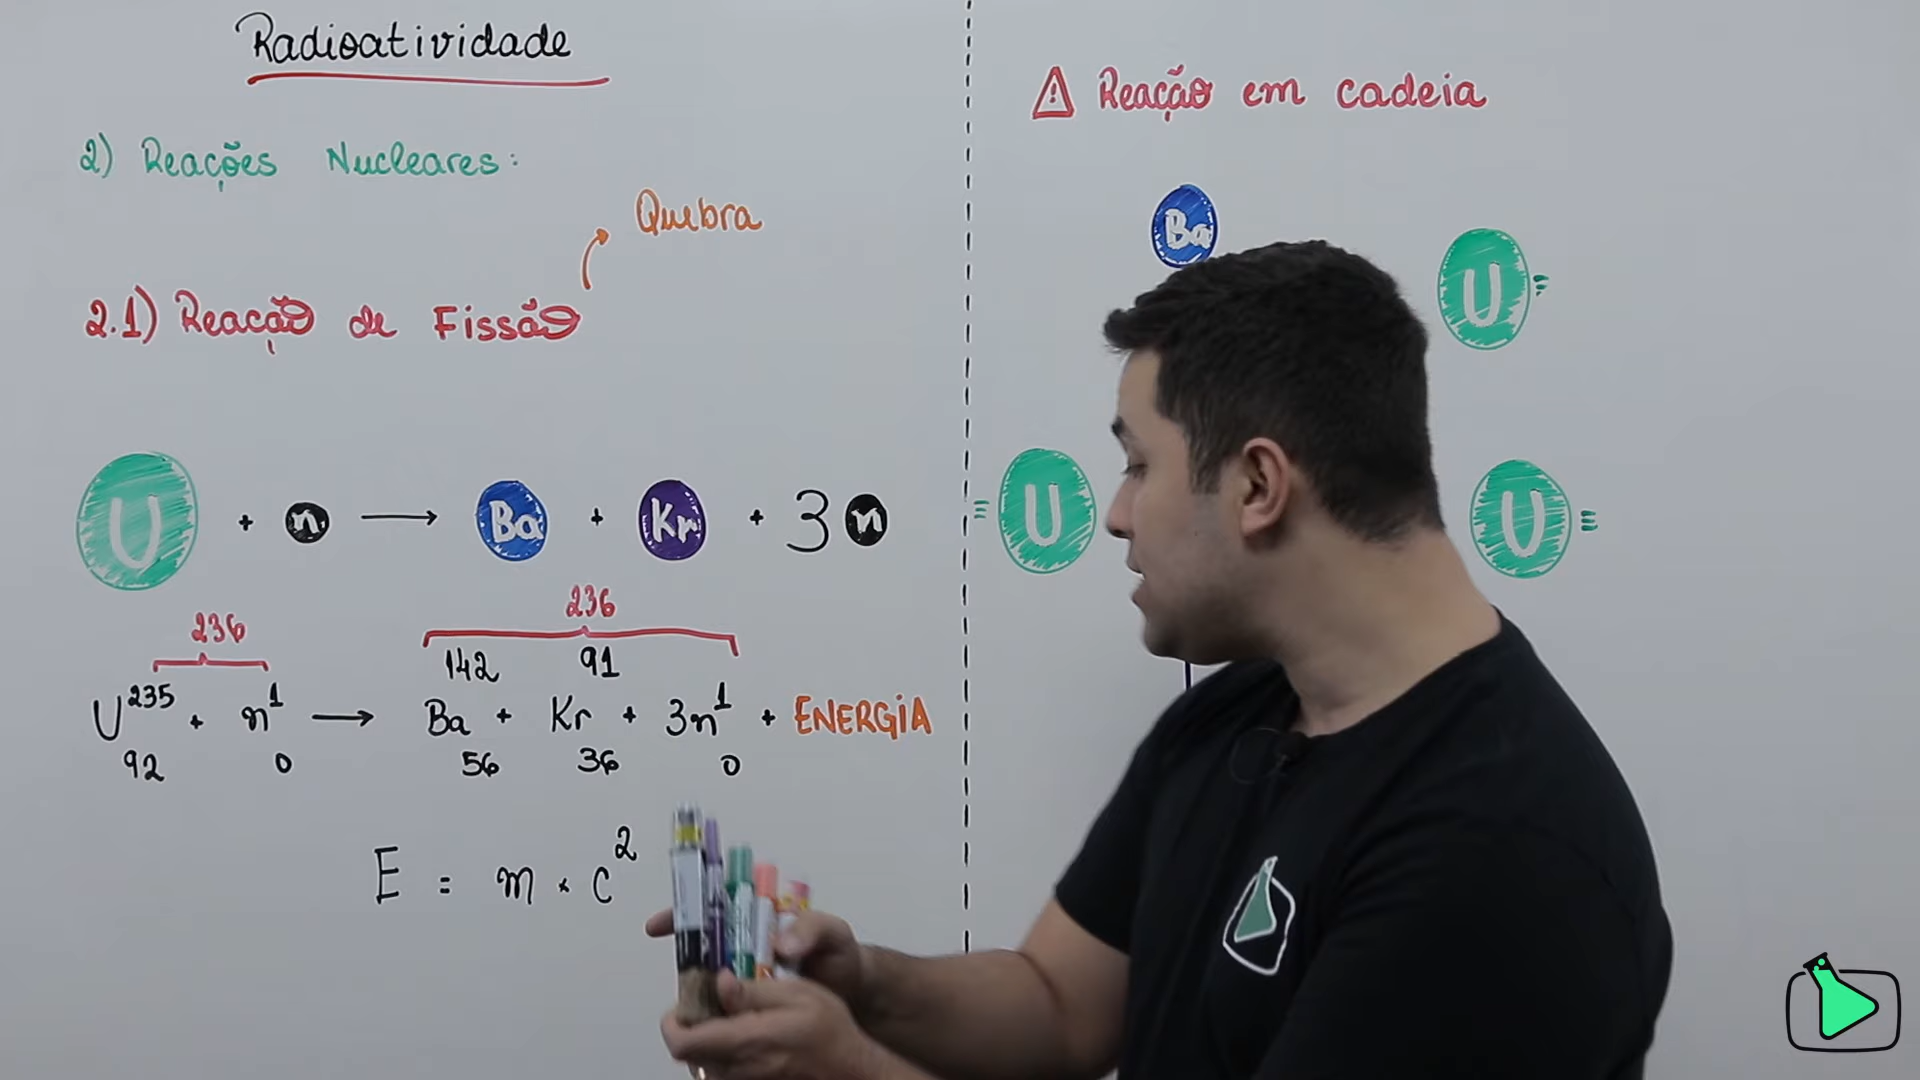 Radioatividade
2) Reações Nucleares:
Quebra
2.1) Reação de Fissão
U + n → Ba + Kr + 3 n
236 236
142 91
U²³⁵ + n¹ → Ba + Kr + 3n¹ + ENERGIA
92 0 56 36 0
E = m × c²
⚠ Reação em cadeia
Ba
U
U
U